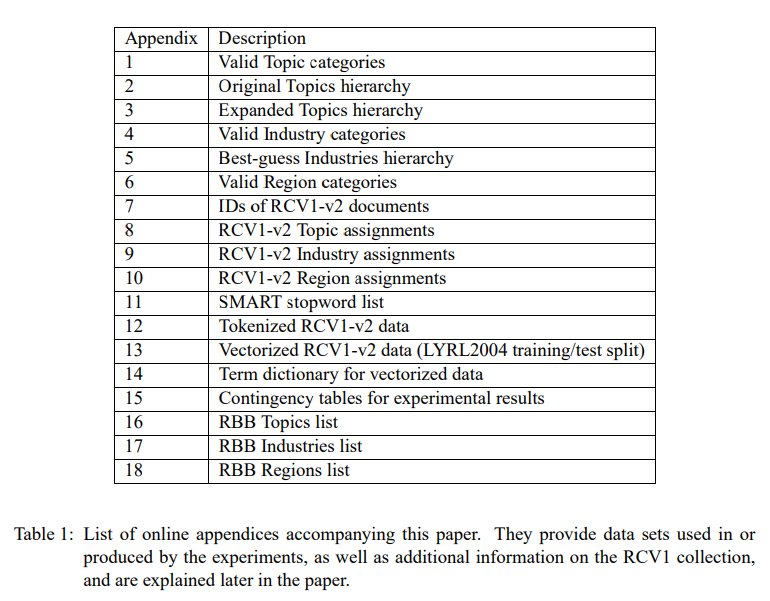 Appendix Description
1 Valid Topic categories
2 Original Topics hierarchy
3 Expanded Topics hierarchy
4 Valid Industry categories
5 Best-guess Industries hierarchy
6 Valid Region categories
7 IDs of RCV1-v2 documents
8 RCV1-v2 Topic assignments
9 RCV1-v2 Industry assignments
10 RCV1-v2 Region assignments
11 SMART stopword list
12 Tokenized RCV1-v2 data
13 Vectorized RCV1-v2 data (LYRL2004 training/test split)
14 Term dictionary for vectorized data
15 Contingency tables for experimental results
16 RBB Topics list
17 RBB Industries list
18 RBB Regions list
Table 1: List of online appendices accompanying this paper. They provide data sets used in or
produced by the experiments, as well as additional information on the RCV1 collection,
and are explained later in the paper.